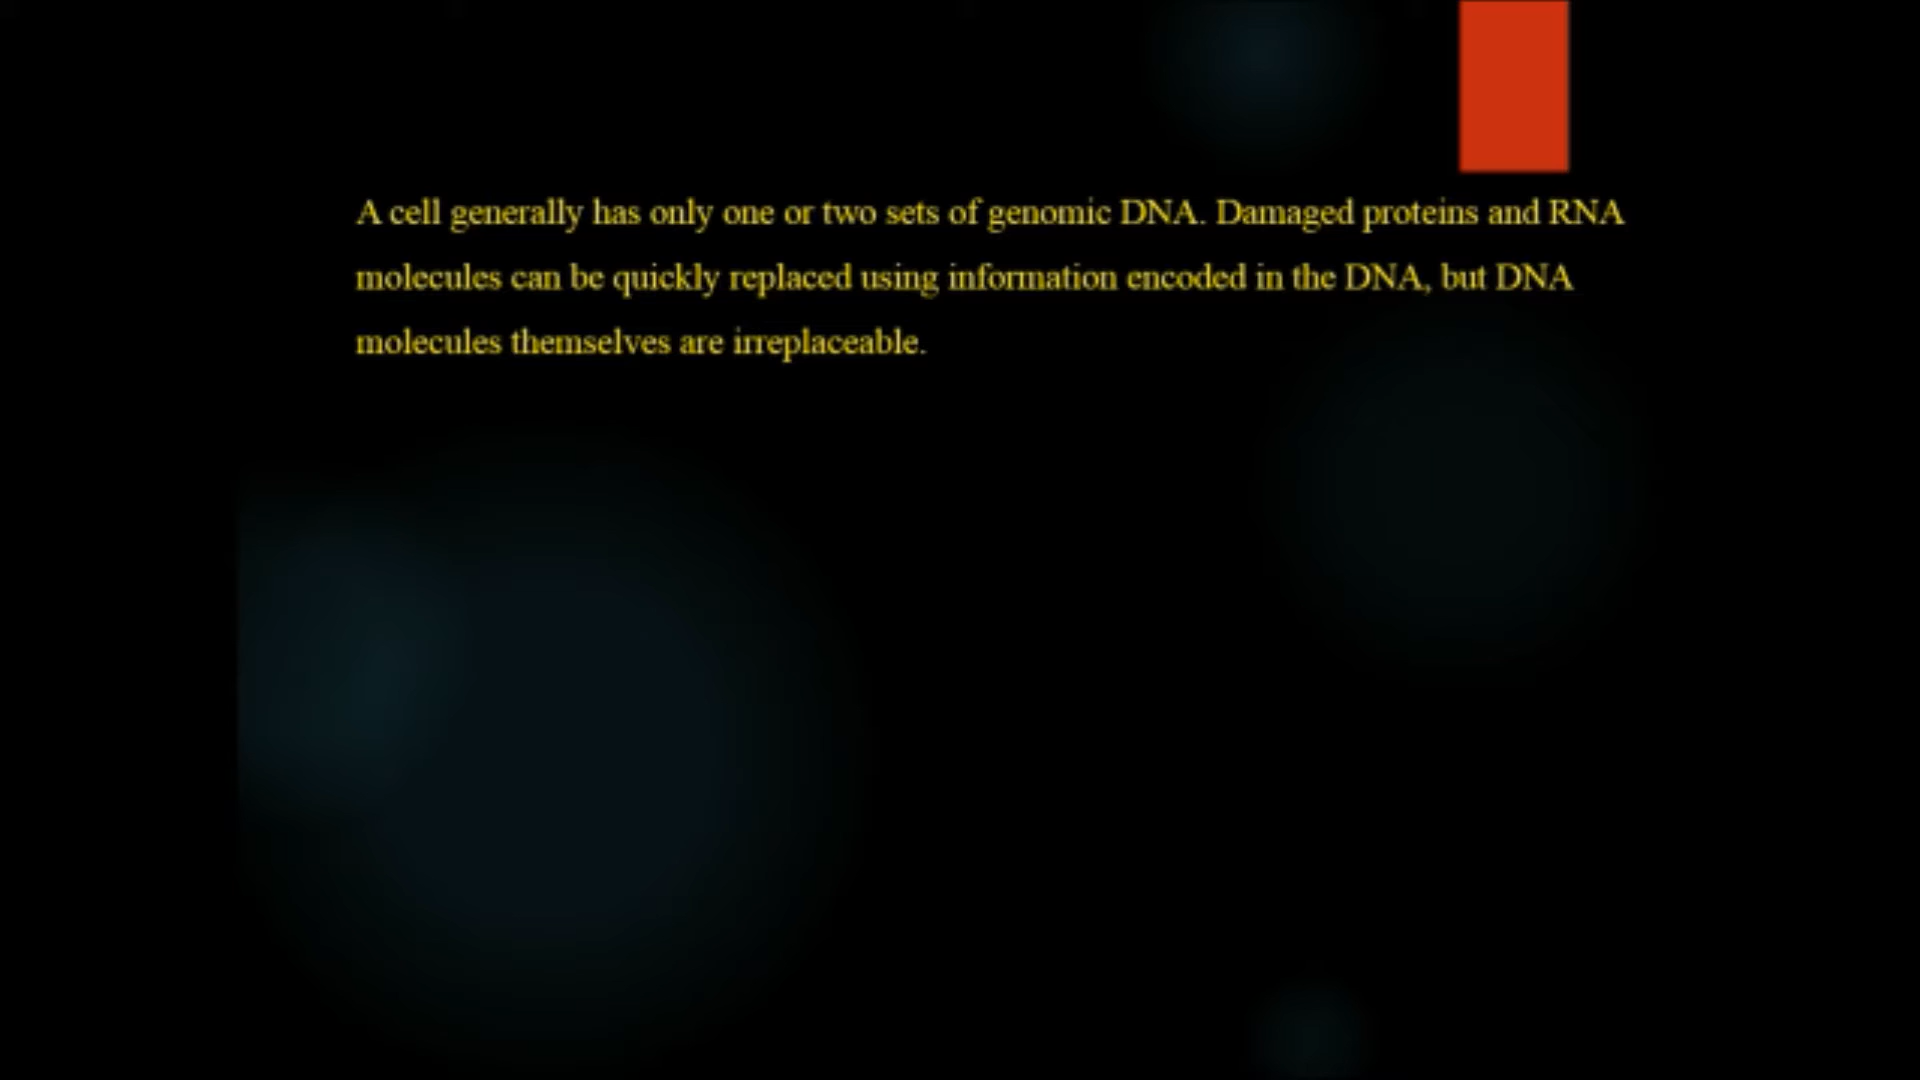 A cell generally has only one or two sets of genomic DNA. Damaged proteins and RNA
molecules can be quickly replaced using information encoded in the DNA, but DNA
molecules themselves are irreplaceable.